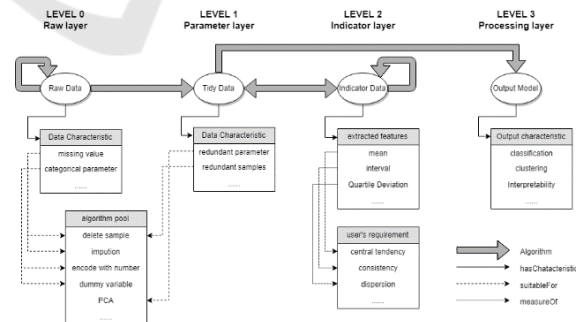 LEVEL 0
Raw layer
LEVEL 1
Parameter layer
LEVEL 2
Indicator layer
LEVEL 3
Processing layer
Raw Data
Tidy Data
Indicator Data
Output Model
Data Characteristic
missing value
categorical parameter
......
Data Characteristic
redundant parameter
redundant samples
......
extracted features
mean
interval
Quartile Deviation
......
Output characteristic
classification
clustering
Interpretability
......
algorithm pool
delete sample
impution
encode with number
dummy variable
PCA
......
user's requirement
central tendency
consistency
dispersion
......
Algorithm
hasChatacteristic
suitableFor
measureOf